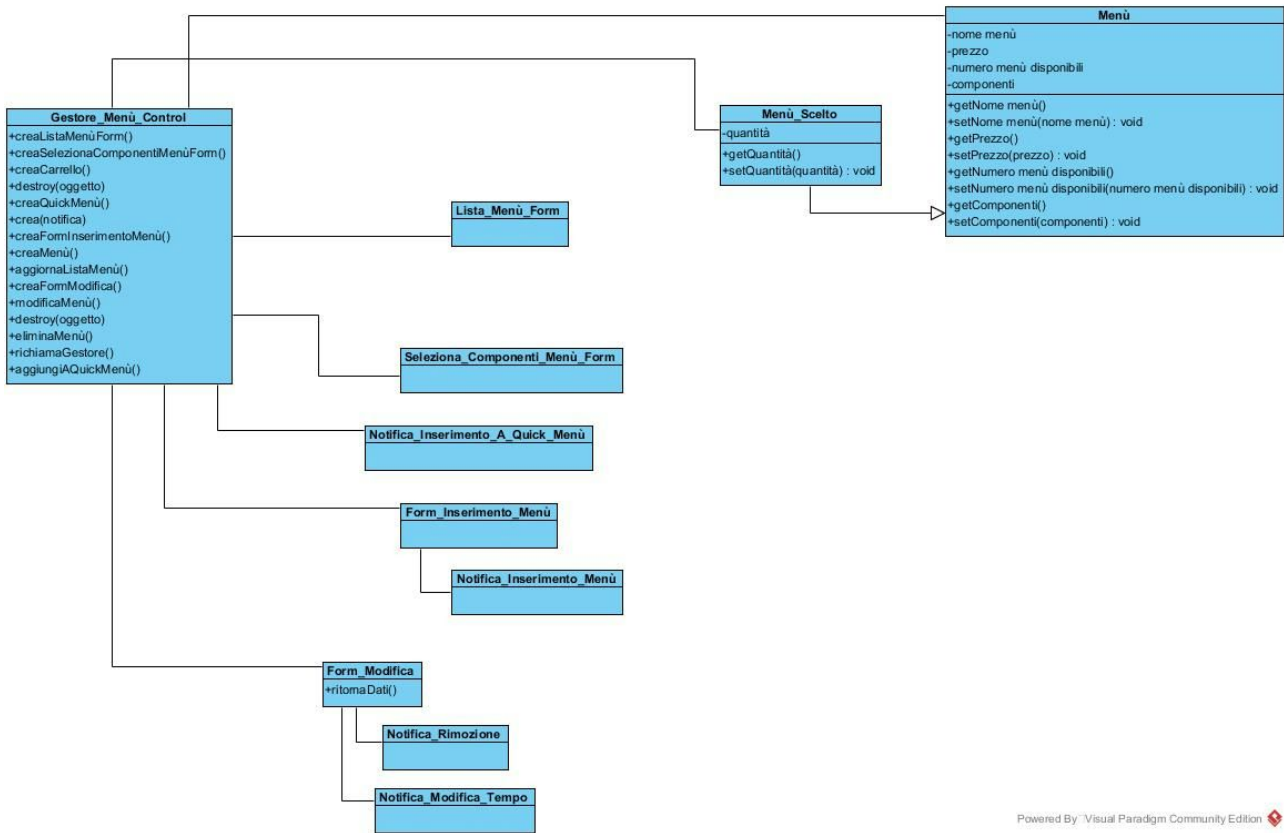 Menù
-nome menù
-prezzo
-numero menù disponibili
-componenti
+getNome menù()
+setNome menù(nome menù) : void
+getPrezzo()
+setPrezzo(prezzo) : void
+getNumero menù disponibili()
+setNumero menù disponibili(numero menù disponibili) : void
+getComponenti()
+setComponenti(componenti) : void
Menù_Scelto
-quantità
+getQuantità()
+setQuantità(quantità) : void
Gestore_Menù_Control
+creaListaMenùForm()
+creaSelezionaComponentiMenùForm()
+creaCarrello()
+destroy(oggetto)
+creaQuickMenù()
+crea(notifica)
+creaFormInserimentoMenù()
+creaMenù()
+aggiornaListaMenù()
+creaFormModifica()
+modificaMenù()
+destroy(oggetto)
+eliminaMenù()
+richiamaGestore()
+aggiungiAQuickMenù()
Lista_Menù_Form
Seleziona_Componenti_Menù_Form
Notifica_Inserimento_A_Quick_Menù
Form_Inserimento_Menù
Notifica_Inserimento_Menù
Form_Modifica
+ritornaDati()
Notifica_Rimozione
Notifica_Modifica_Tempo
Powered By Visual Paradigm Community Edition